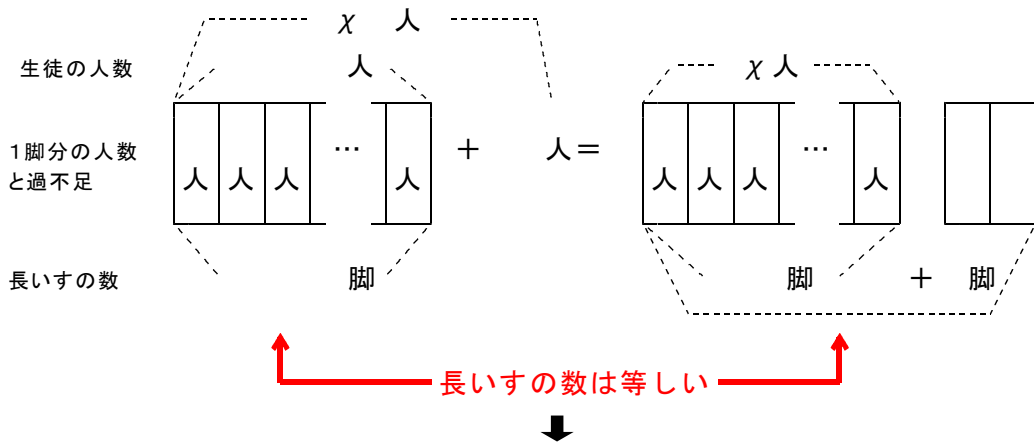 χ 人
生徒の人数 人 χ 人
1脚分の人数
と過不足
人 人 人 … 人 + 人= 人 人 人 … 人
長いすの数 脚 脚 + 脚
長いすの数は等しい